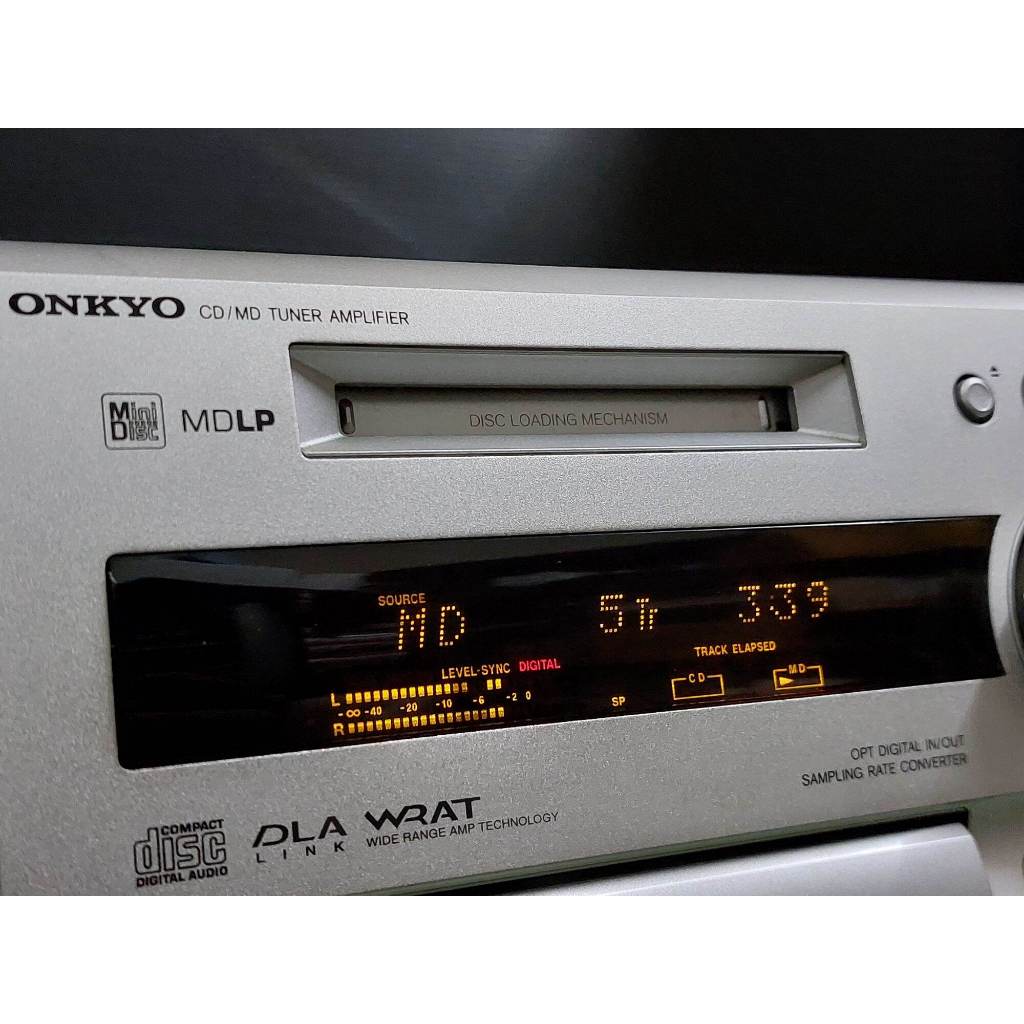 ONKYO CD/MD TUNER AMPLIFIER
Mini Disc MDLP
DISC LOADING MECHANISM
SOURCE
MD 5Tr 3:39
TRACK ELAPSED
LEVEL-SYNC DIGITAL
L
-∞ -40 -20 -10 -6 -2 0
R
SP CD MD
OPT DIGITAL IN/OUT
SAMPLING RATE CONVERTER
COMPACT
disc
DIGITAL AUDIO
DLA
LINK
WRAT
WIDE RANGE AMP TECHNOLOGY